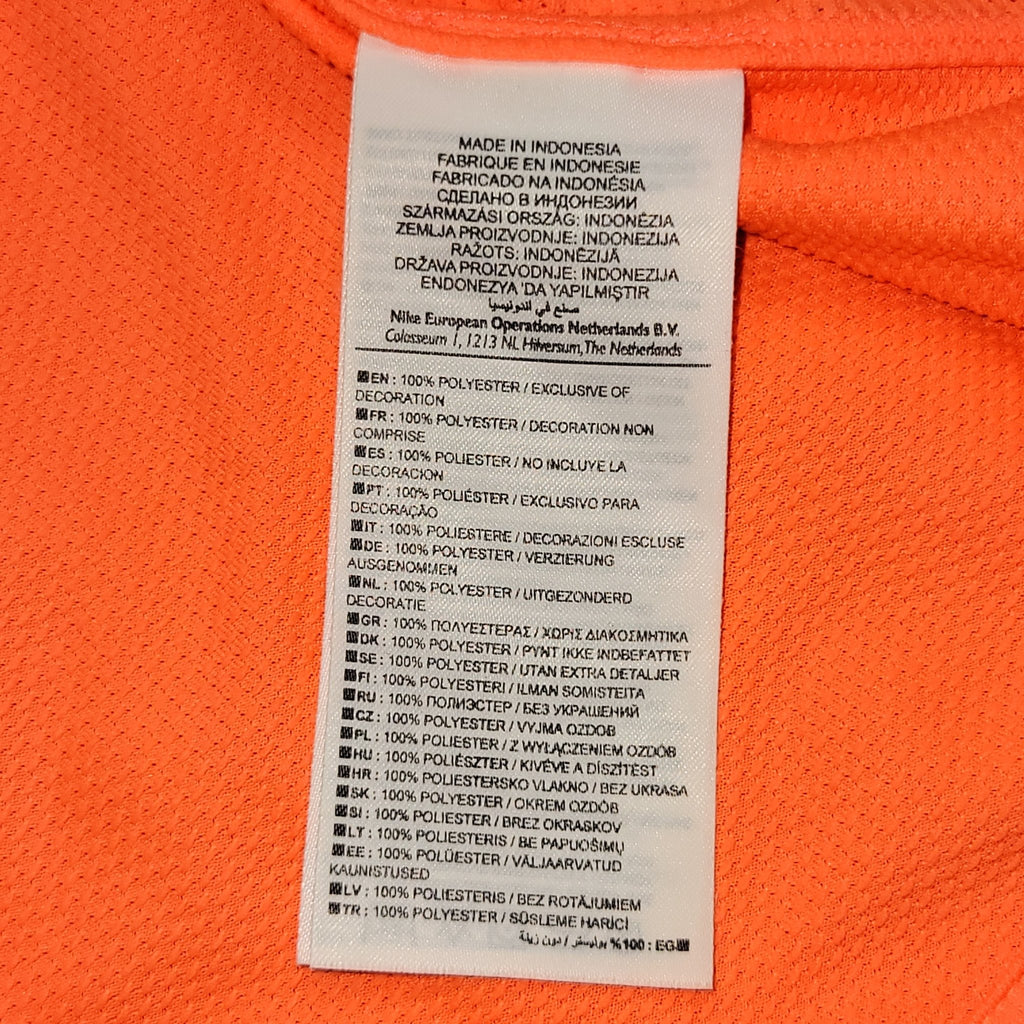 MADE IN INDONESIA
FABRIQUE EN INDONESIE
FABRICADO NA INDONÉSIA
СДЕЛАНО В ИНДОНЕЗИИ
SZÁRMAZÁSI ORSZÁG: INDONÉZIA
ZEMLJA PROIZVODNJE: INDONEZIJA
RAŽOTS: INDONĒZIJĀ
DRŽAVA PROIZVODNJE: INDONEZIJA
ENDONEZYA 'DA YAPILMIŞTIR
صنع في اندونيسيا
Nike European Operations Netherlands B.V.
Colosseum 1, 1213 NL Hilversum, The Netherlands
EN : 100% POLYESTER / EXCLUSIVE OF
DECORATION
FR : 100% POLYESTER / DECORATION NON
COMPRISE
ES : 100% POLIESTER / NO INCLUYE LA
DECORACION
PT : 100% POLIÉSTER / EXCLUSIVO PARA
DECORAÇÃO
IT : 100% POLIESTERE / DECORAZIONI ESCLUSE
DE : 100% POLYESTER / VERZIERUNG
AUSGENOMMEN
NL : 100% POLYESTER / UITGEZONDERD
DECORATIE
GR : 100% ΠΟΛΥΕΣΤΕΡΑΣ / ΧΩΡΙΣ ΔΙΑΚΟΣΜΗΤΙΚΑ
DK : 100% POLYESTER / PYNT IKKE INDBEFATTET
SE : 100% POLYESTER / UTAN EXTRA DETALJER
FI : 100% POLYESTERI / ILMAN SOMISTEITA
RU : 100% ПОЛИЭСТЕР / БЕЗ УКРАШЕНИЙ
CZ : 100% POLYESTER / VYJMA OZDOB
PL : 100% POLIESTER / Z WYŁĄCZENIEM OZDÓB
HU : 100% POLIÉSZTER / KIVÉVE A DÍSZÍTÉST
HR : 100% POLIESTERSKO VLAKNO / BEZ UKRASA
SK : 100% POLYESTER / OKREM OZDÔB
SI : 100% POLIESTER / BREZ OKRASKOV
LT : 100% POLIESTERIS / BE PAPUOŠIMŲ
EE : 100% POLÜESTER / VÄLJAARVATUD
KAUNISTUSED
LV : 100% POLIESTERIS / BEZ ROTĀJUMIEM
TR : 100% POLYESTER / SÜSLEME HARİCİ
EG : 100% بوليستر / دون زينة